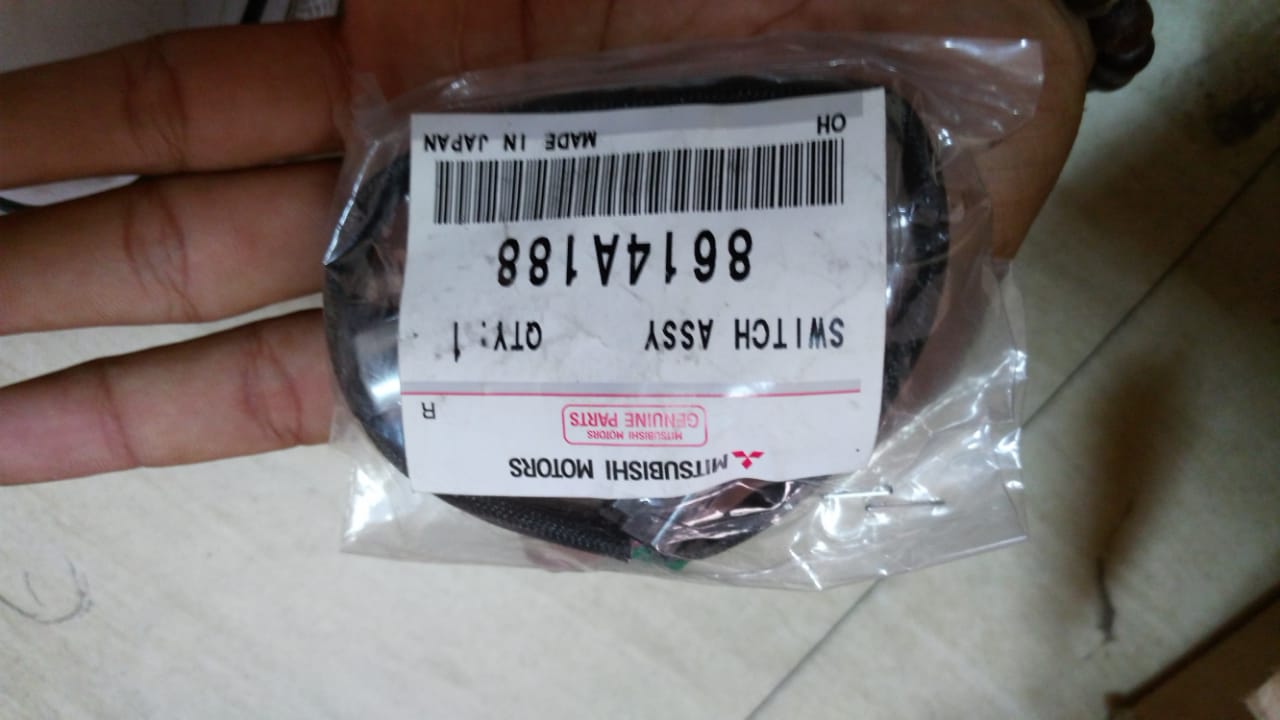 MITSUBISHI MOTORS
MITSUBISHI MOTORS
GENUINE PARTS
R
SWITCH ASSY QTY: 1
8614A188
OH MADE IN JAPAN